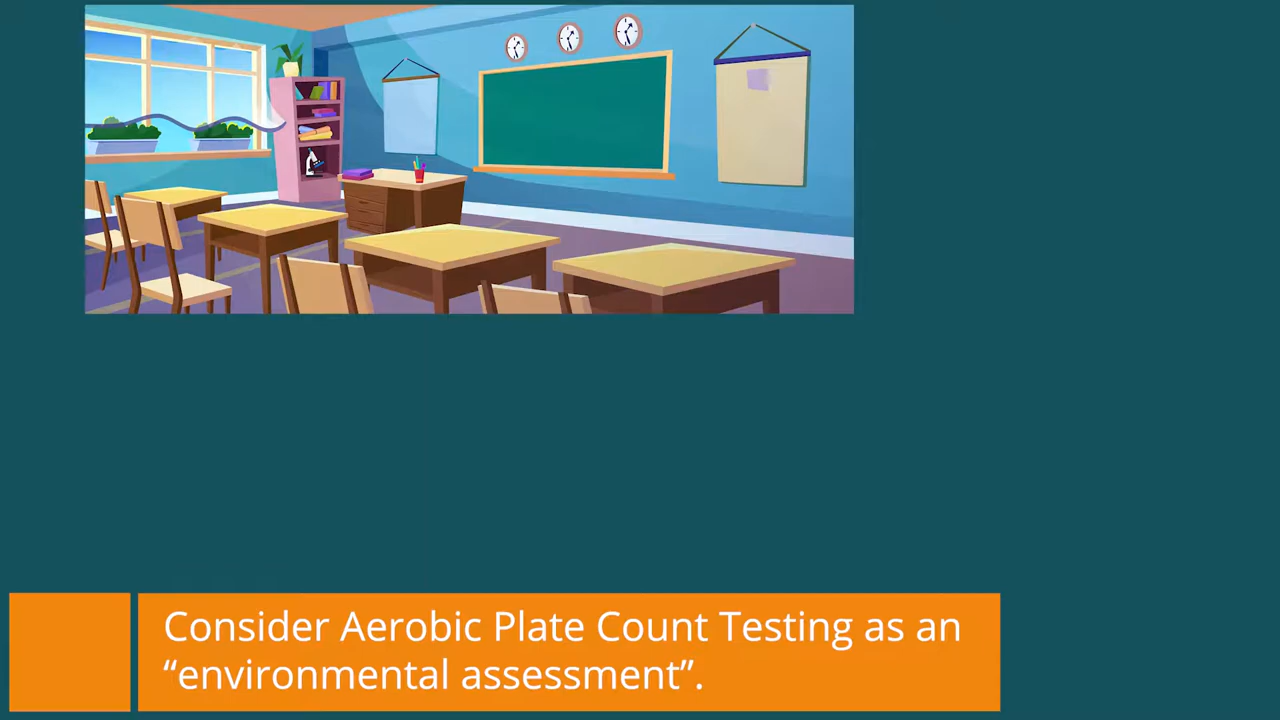 Consider Aerobic Plate Count Testing as an
“environmental assessment”.